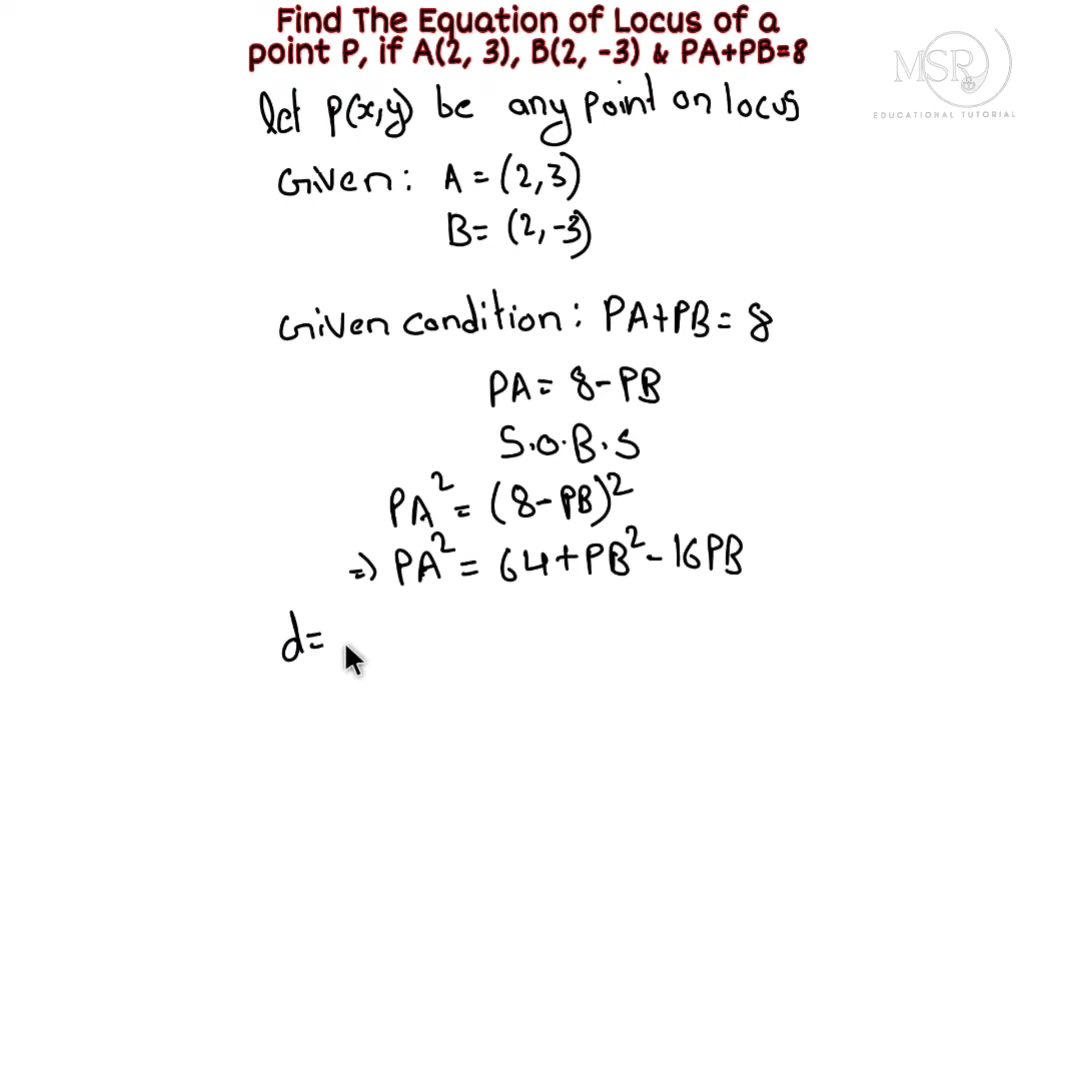 Find The Equation of Locus of a
point P, if A(2, 3), B(2, -3) & PA+PB=8
MSR
EDUCATIONAL TUTORIAL
let P(x,y) be any point on locus
Given: A = (2,3)
B= (2,-3)
Given condition: PA+PB= 8
PA= 8-PB
S.O.B.S
PA² = (8-PB)²
=> PA² = 64+PB² - 16PB
d=